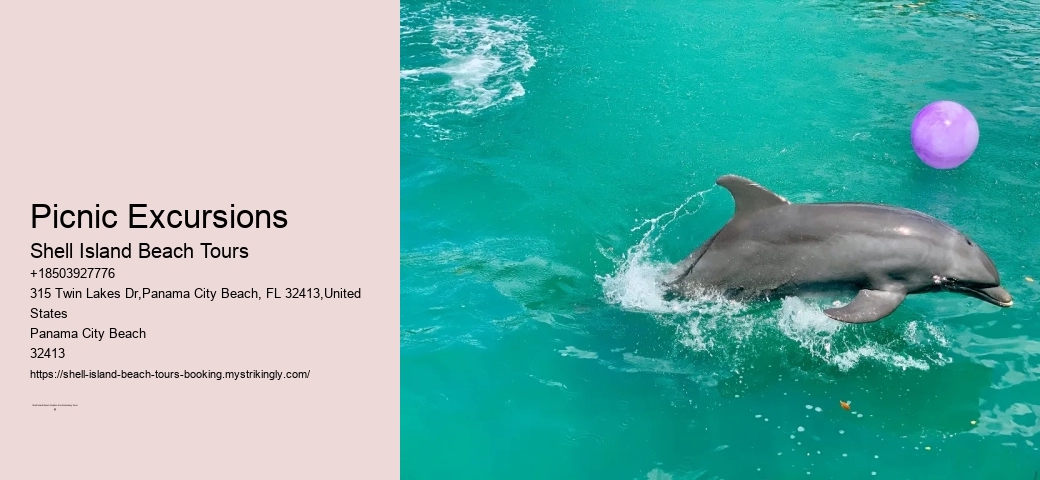 Picnic Excursions
Shell Island Beach Tours
+18503927776
315 Twin Lakes Dr,Panama City Beach, FL 32413,United
States
Panama City Beach
32413
https://shell-island-beach-tours-booking.mystrikingly.com/